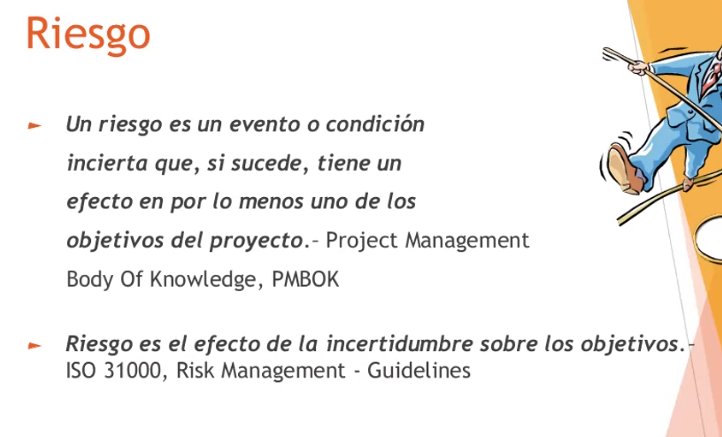 Riesgo
► Un riesgo es un evento o condición
incierta que, si sucede, tiene un
efecto en por lo menos uno de los
objetivos del proyecto.- Project Management
Body Of Knowledge, PMBOK
► Riesgo es el efecto de la incertidumbre sobre los objetivos.-
ISO 31000, Risk Management - Guidelines